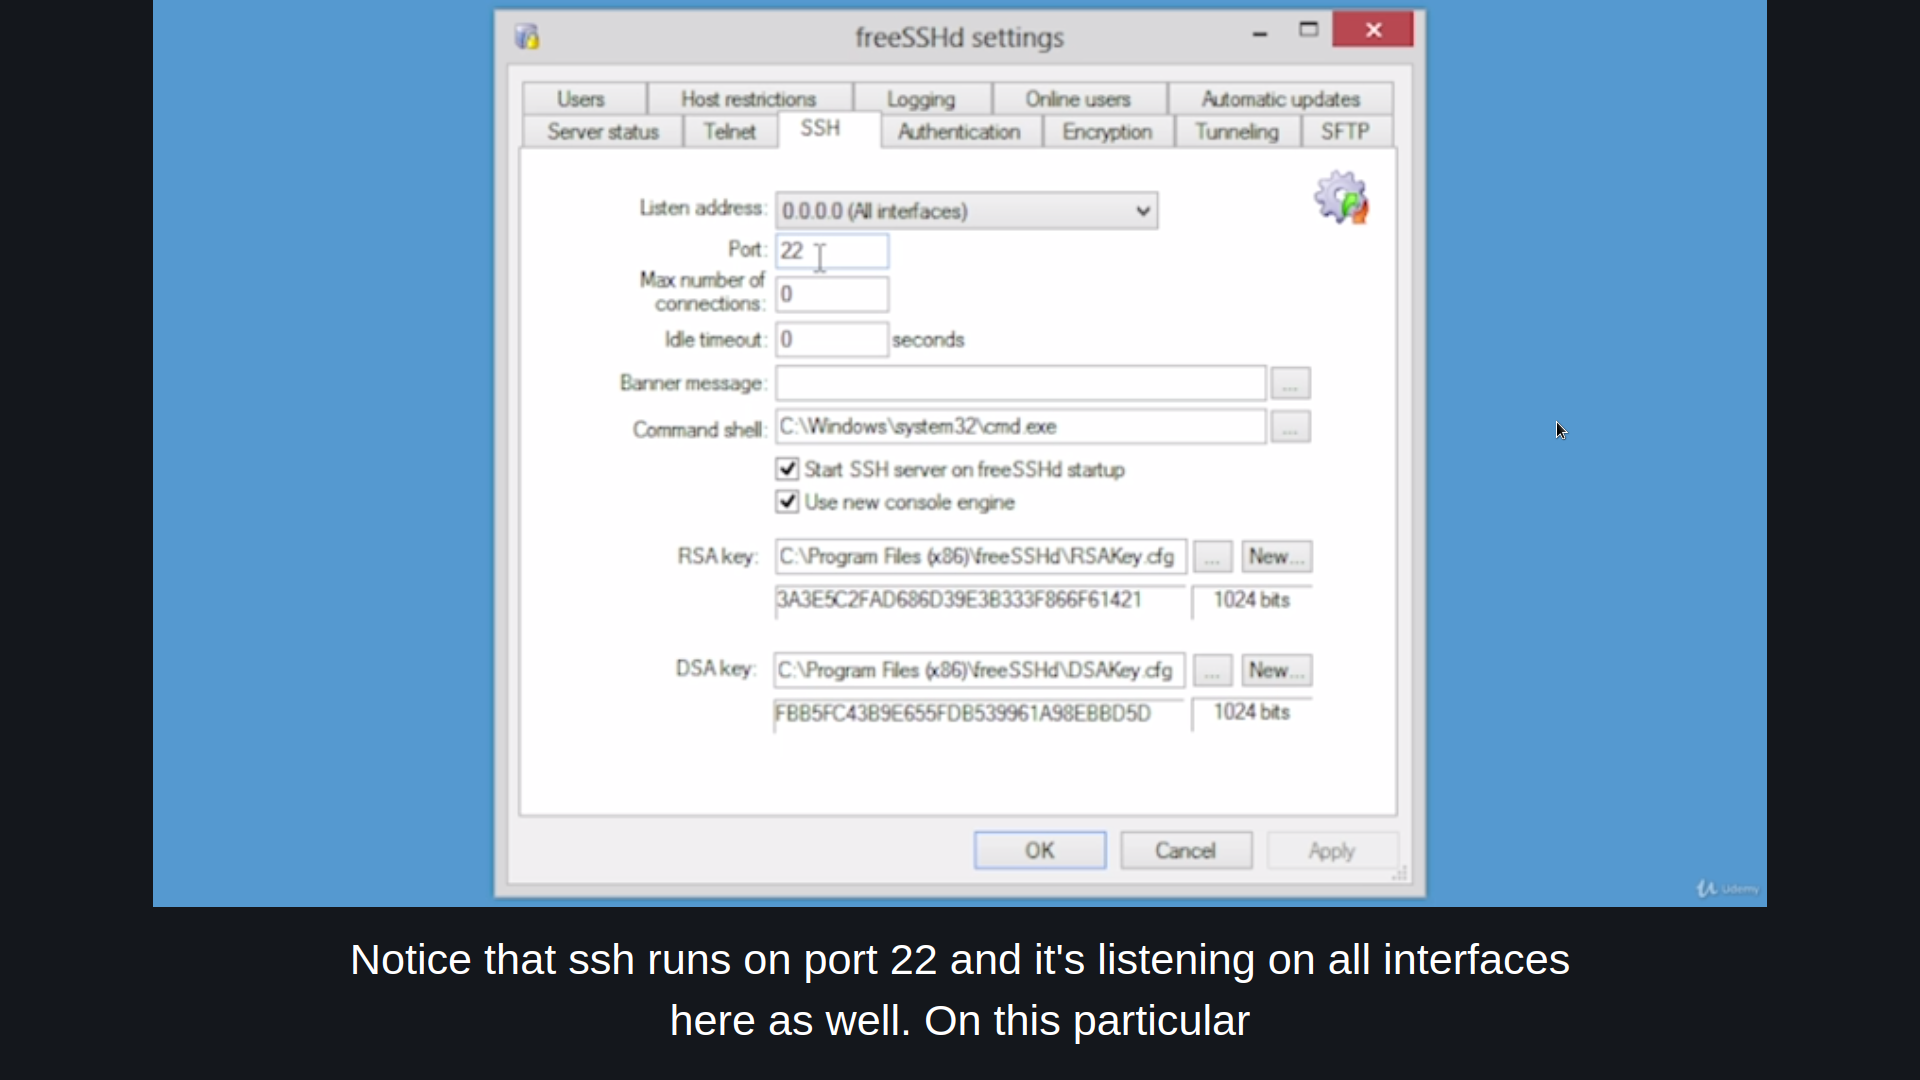 freeSSHd settings
Users Host restrictions Logging Online users Automatic updates
Server status Telnet SSH Authentication Encryption Tunneling SFTP
Listen address: 0.0.0.0 (All interfaces)
Port: 22
Max number of
connections: 0
Idle timeout: 0 seconds
Banner message: ...
Command shell: C:\Windows\system32\cmd.exe ...
Start SSH server on freeSSHd startup
Use new console engine
RSA key: C:\Program Files (x86)\freeSSHd\RSAKey.cfg ... New...
3A3E5C2FAD686D39E3B333F866F61421 1024 bits
DSA key: C:\Program Files (x86)\freeSSHd\DSAKey.cfg ... New...
FBB5FC43B9E655FDB539961A98EBBD5D 1024 bits
OK Cancel Apply
Udemy
Notice that ssh runs on port 22 and it's listening on all interfaces
here as well. On this particular